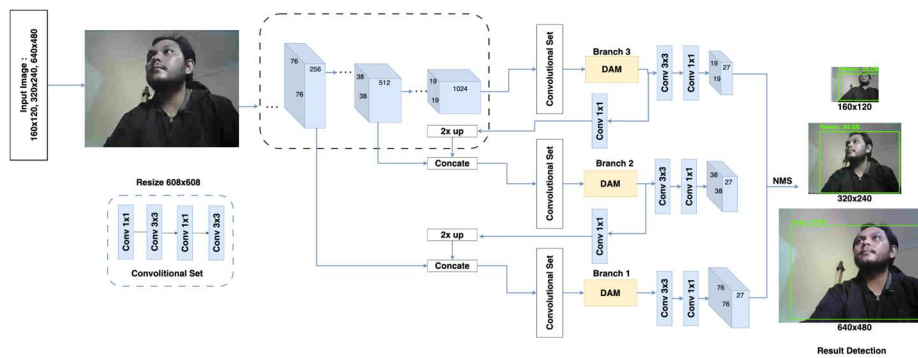 Input Image :
160x120, 320x240, 640x480
Resize 608x608
Conv 1x1
Conv 3x3
Conv 1x1
Conv 3x3
Convolitional Set
76
256
76
38
512
38
19
1024
19
Convolutional Set
Branch 3
DAM
Conv 3x3
Conv 1x1
19
27
19
Conv 1x1
2x up
Concate
Convolutional Set
Branch 2
DAM
Conv 3x3
Conv 1x1
38
27
38
Conv 1x1
2x up
Concate
Convolutional Set
Branch 1
DAM
Conv 3x3
Conv 1x1
76
27
76
NMS
160x120
320x240
640x480
Result Detection